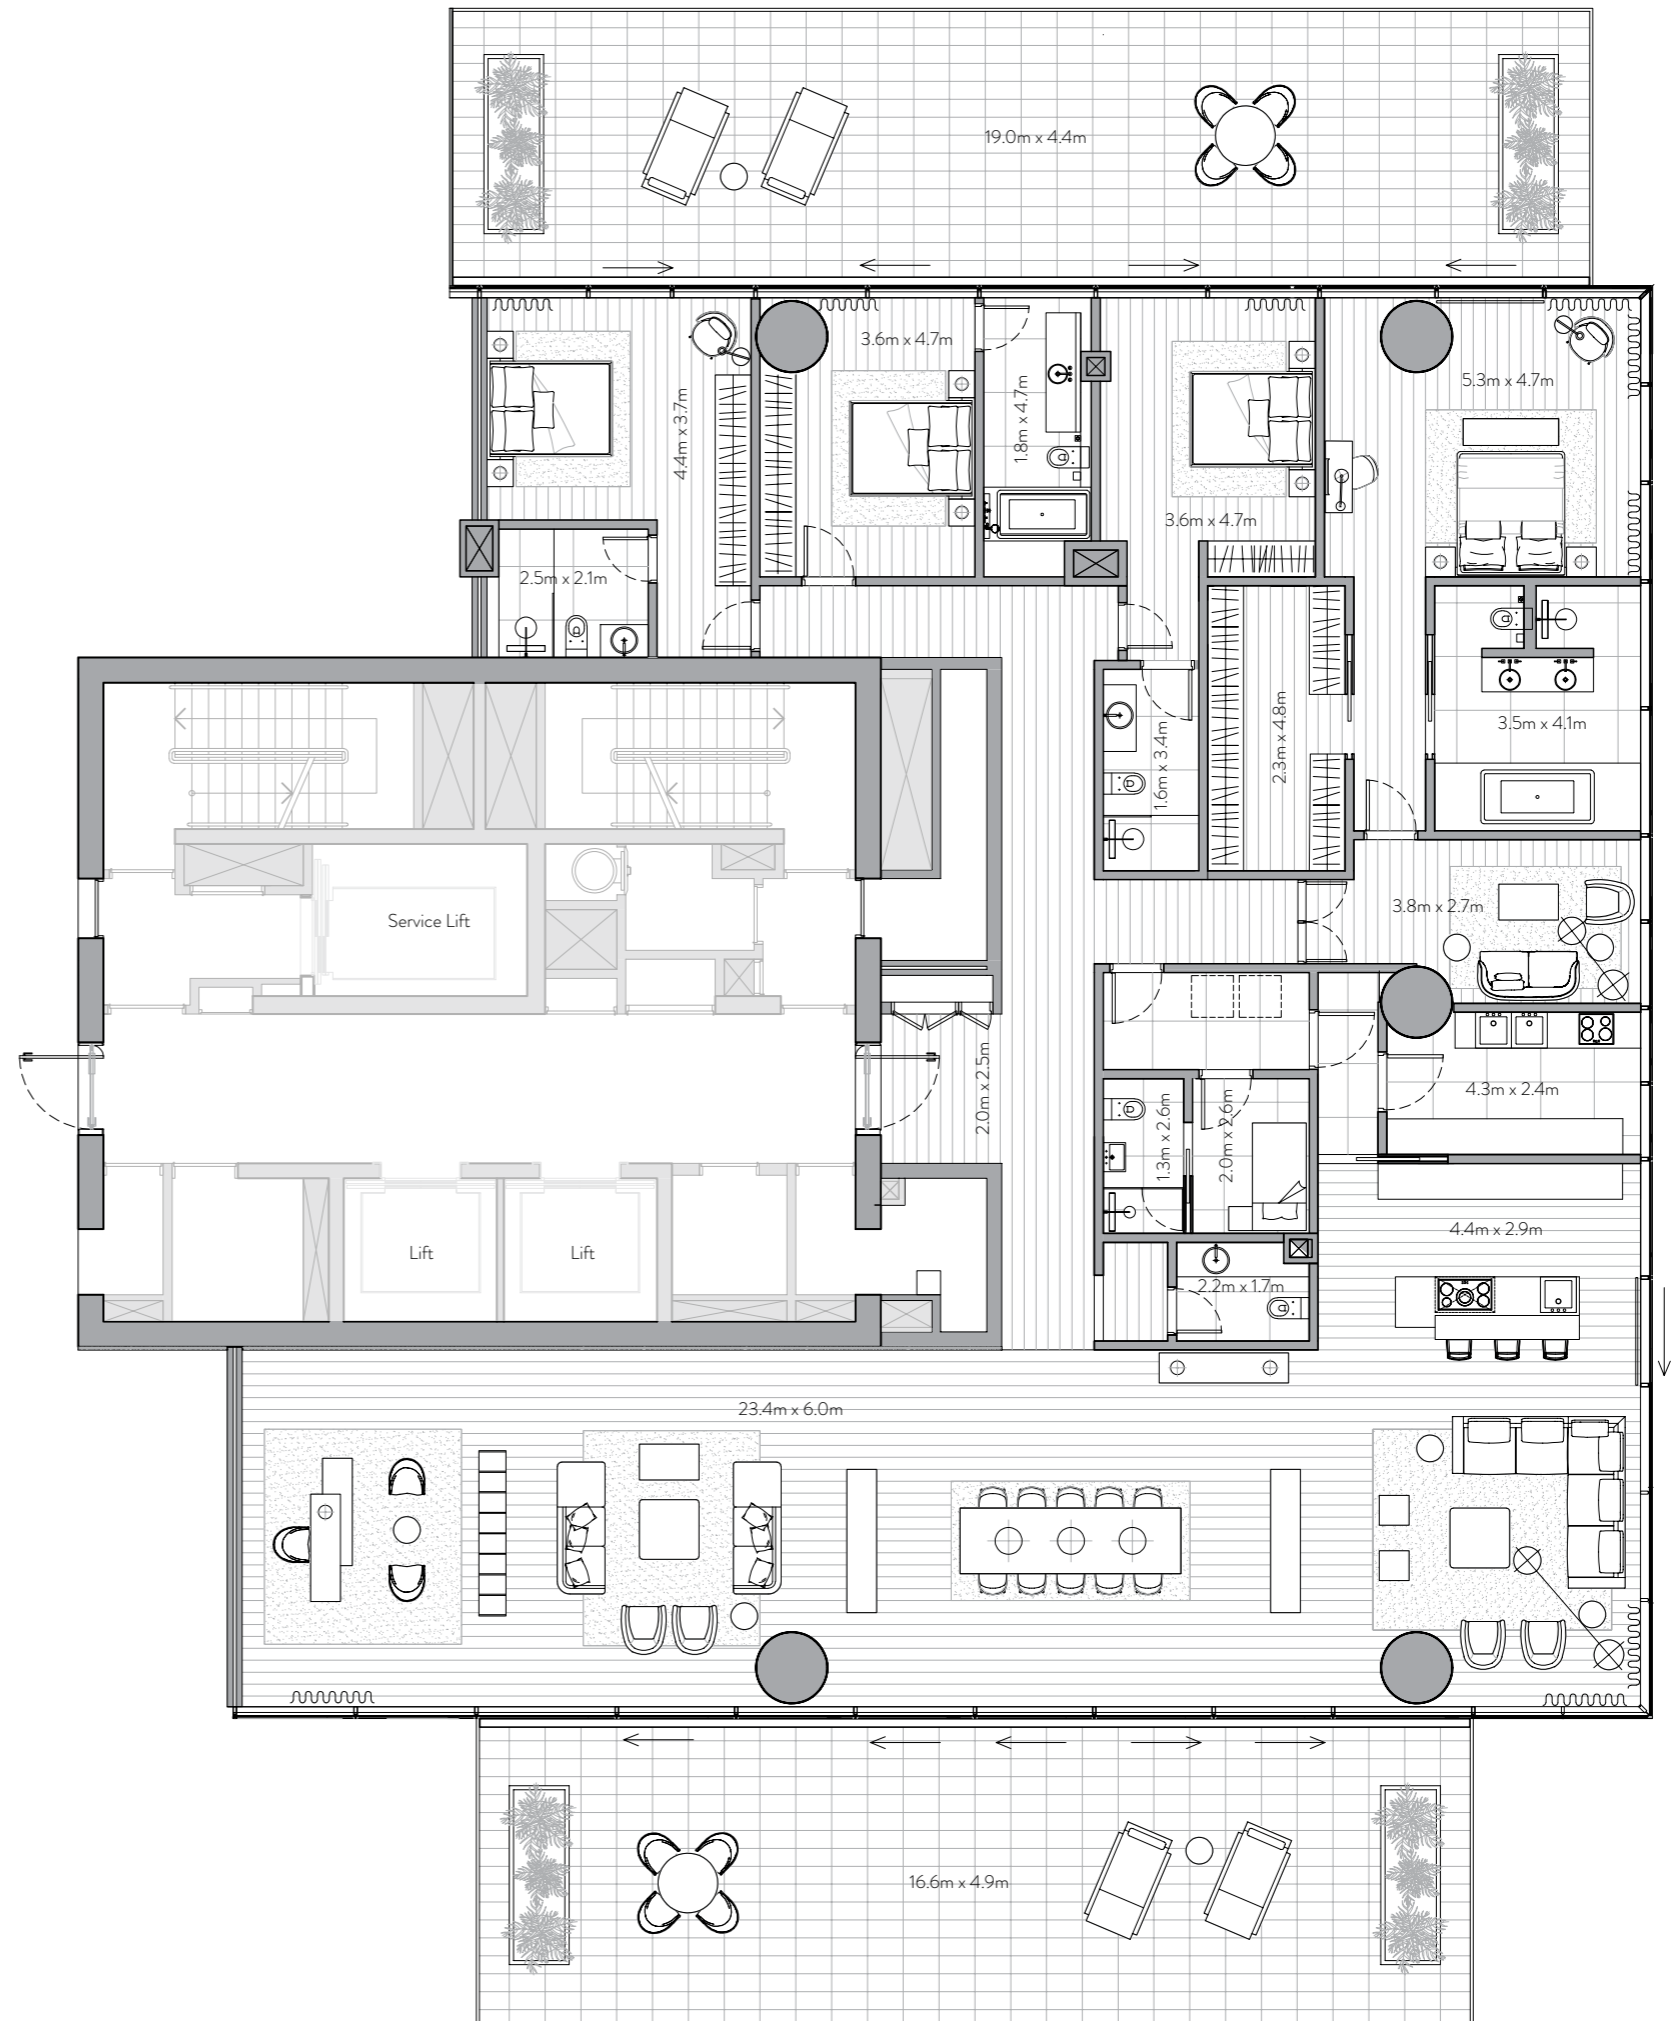 19.0m x 4.4m
3.6m x 4.7m
5.3m x 4.7m
4.4m x 3.7m
1.8m x 4.7m
3.6m x 4.7m
2.5m x 2.1m
3.5m x 4.1m
2.3m x 4.8m
1.6m x 3.4m
3.8m x 2.7m
Service Lift
2.0m x 2.5m
4.3m x 2.4m
1.3m x 2.6m
2.0m x 2.6m
4.4m x 2.9m
Lift
Lift
2.2m x 1.7m
23.4m x 6.0m
16.6m x 4.9m